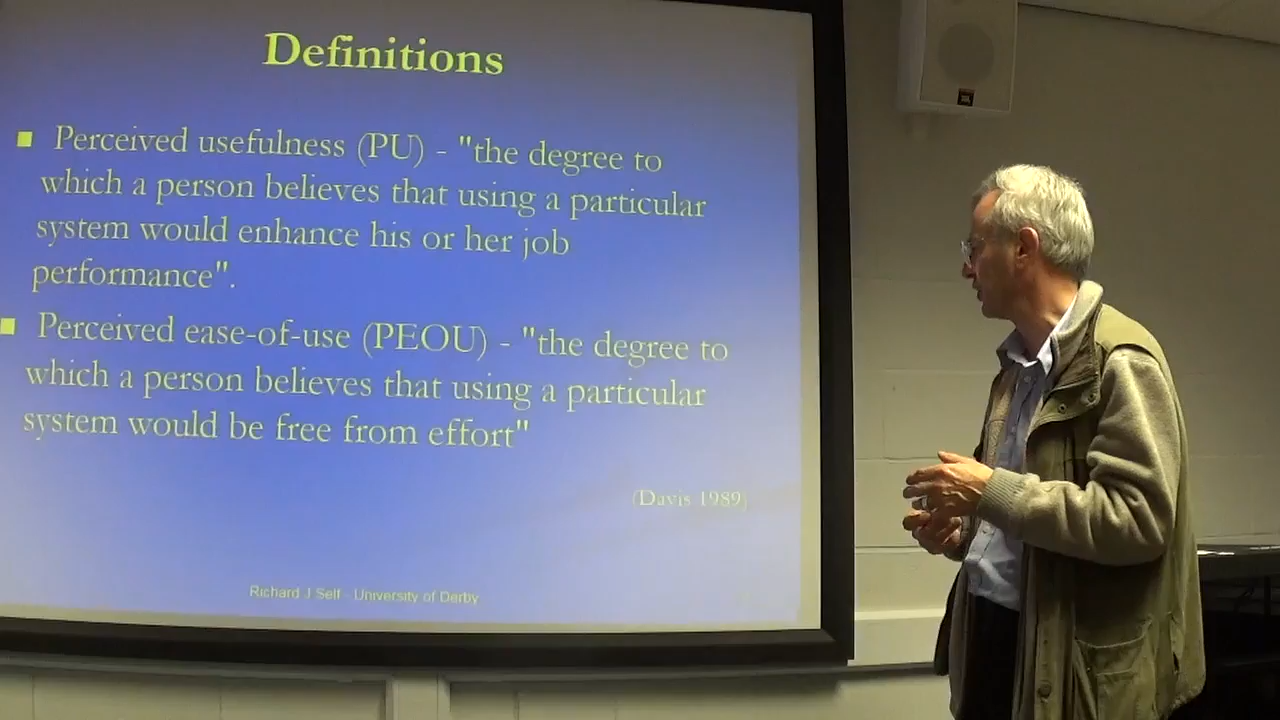 Definitions
Perceived usefulness (PU) - "the degree to
which a person believes that using a particular
system would enhance his or her job
performance".
Perceived ease-of-use (PEOU) - "the degree to
which a person believes that using a particular
system would be free from effort"
(Davis 1989)
Richard J Self - University of Derby
JBL